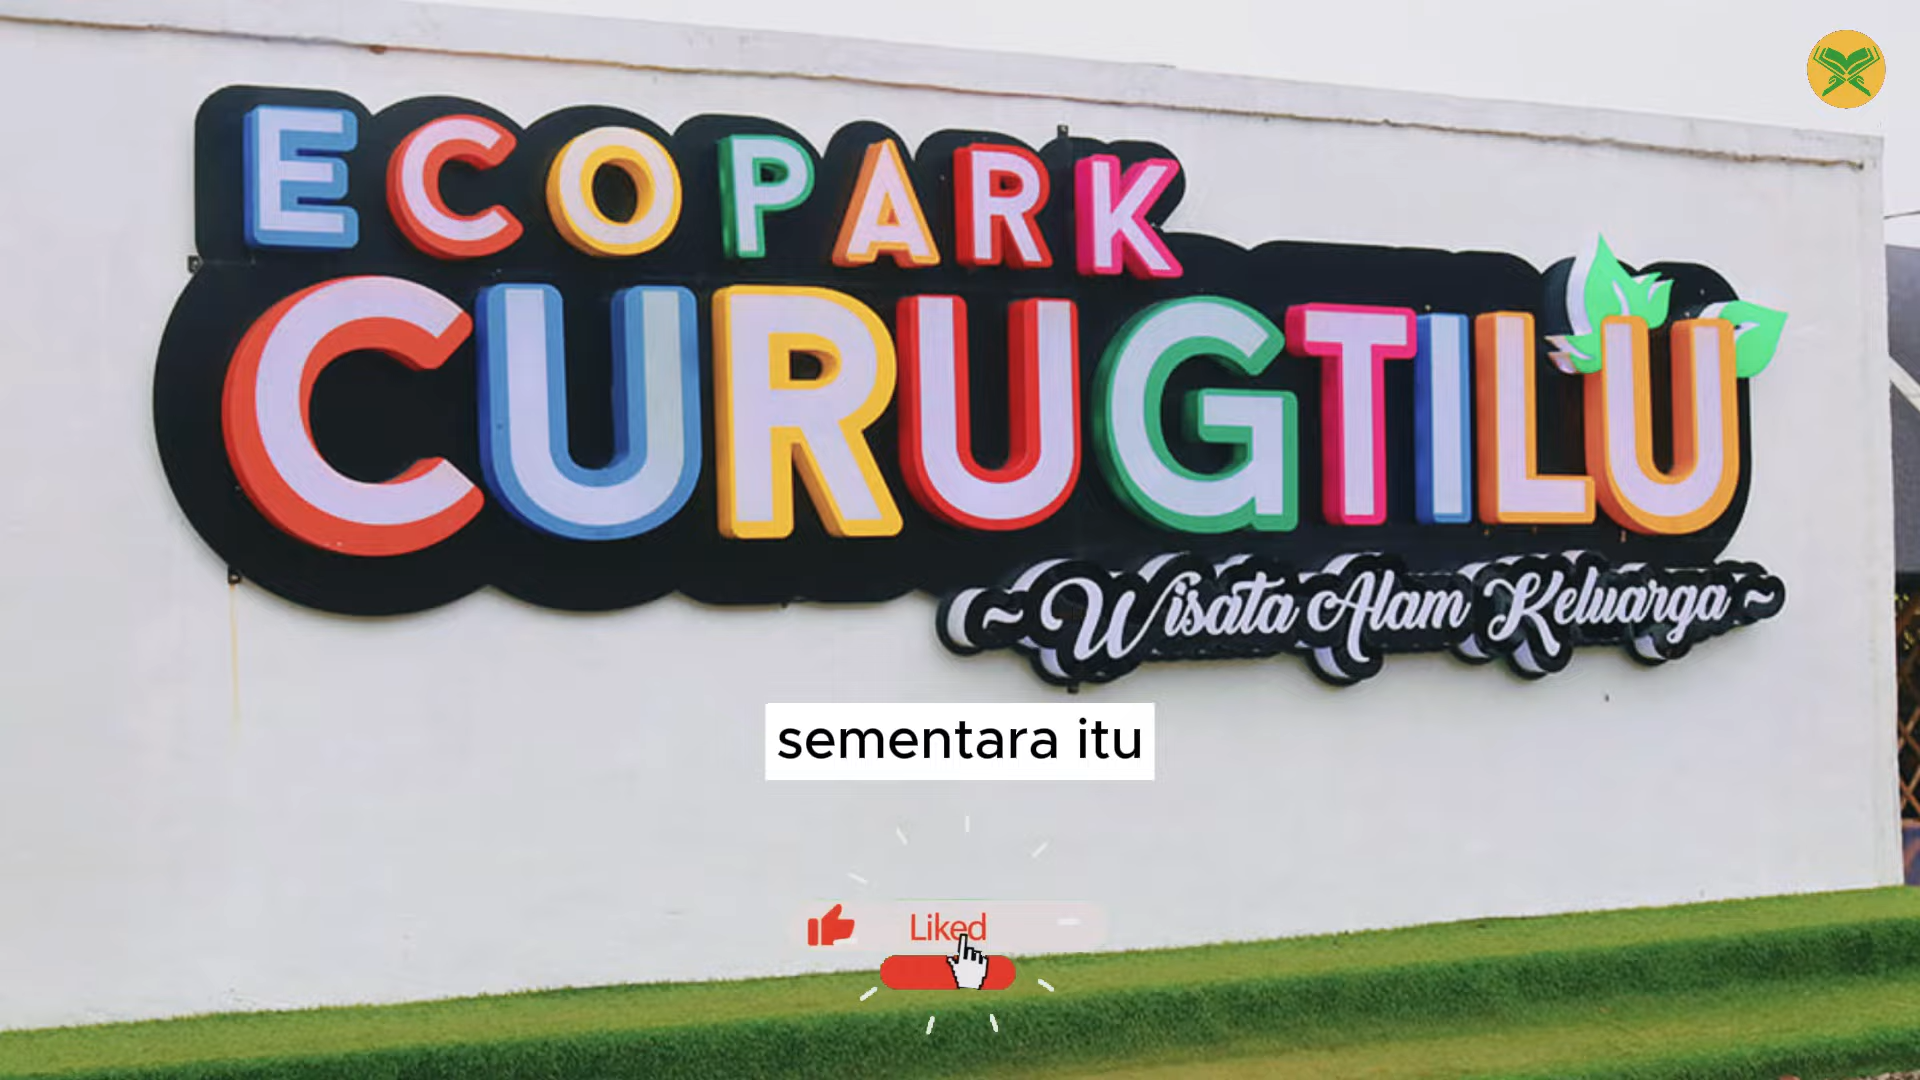 ECOPARK
CURUGTILU
~ Wisata Alam Keluarga ~
sementara itu
Liked